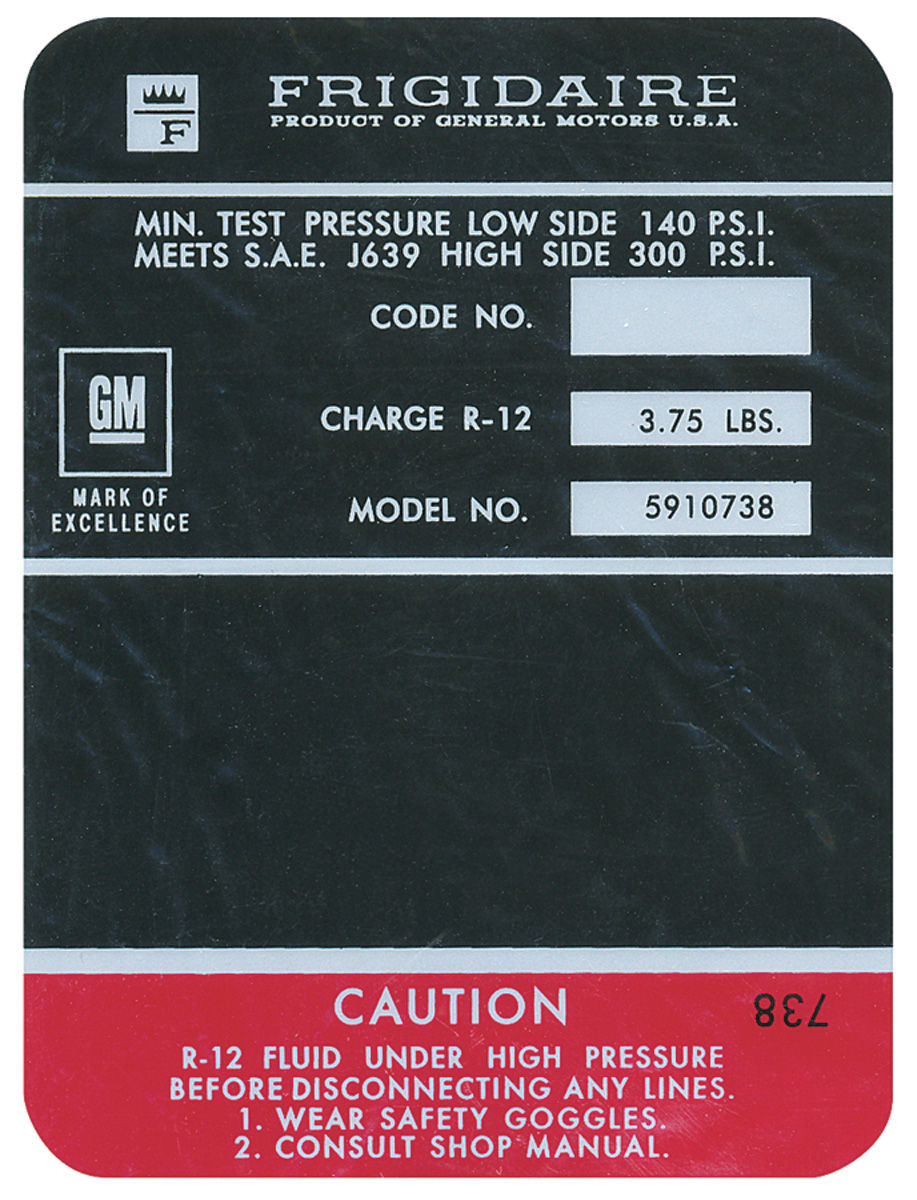 F
FRIGIDAIRE
PRODUCT OF GENERAL MOTORS U.S.A.
MIN. TEST PRESSURE LOW SIDE 140 P.S.I.
MEETS S.A.E. J639 HIGH SIDE 300 P.S.I.
CODE NO.
GM
MARK OF
EXCELLENCE
CHARGE R-12 3.75 LBS.
MODEL NO. 5910738
CAUTION
738
R-12 FLUID UNDER HIGH PRESSURE
BEFORE DISCONNECTING ANY LINES.
1. WEAR SAFETY GOGGLES.
2. CONSULT SHOP MANUAL.